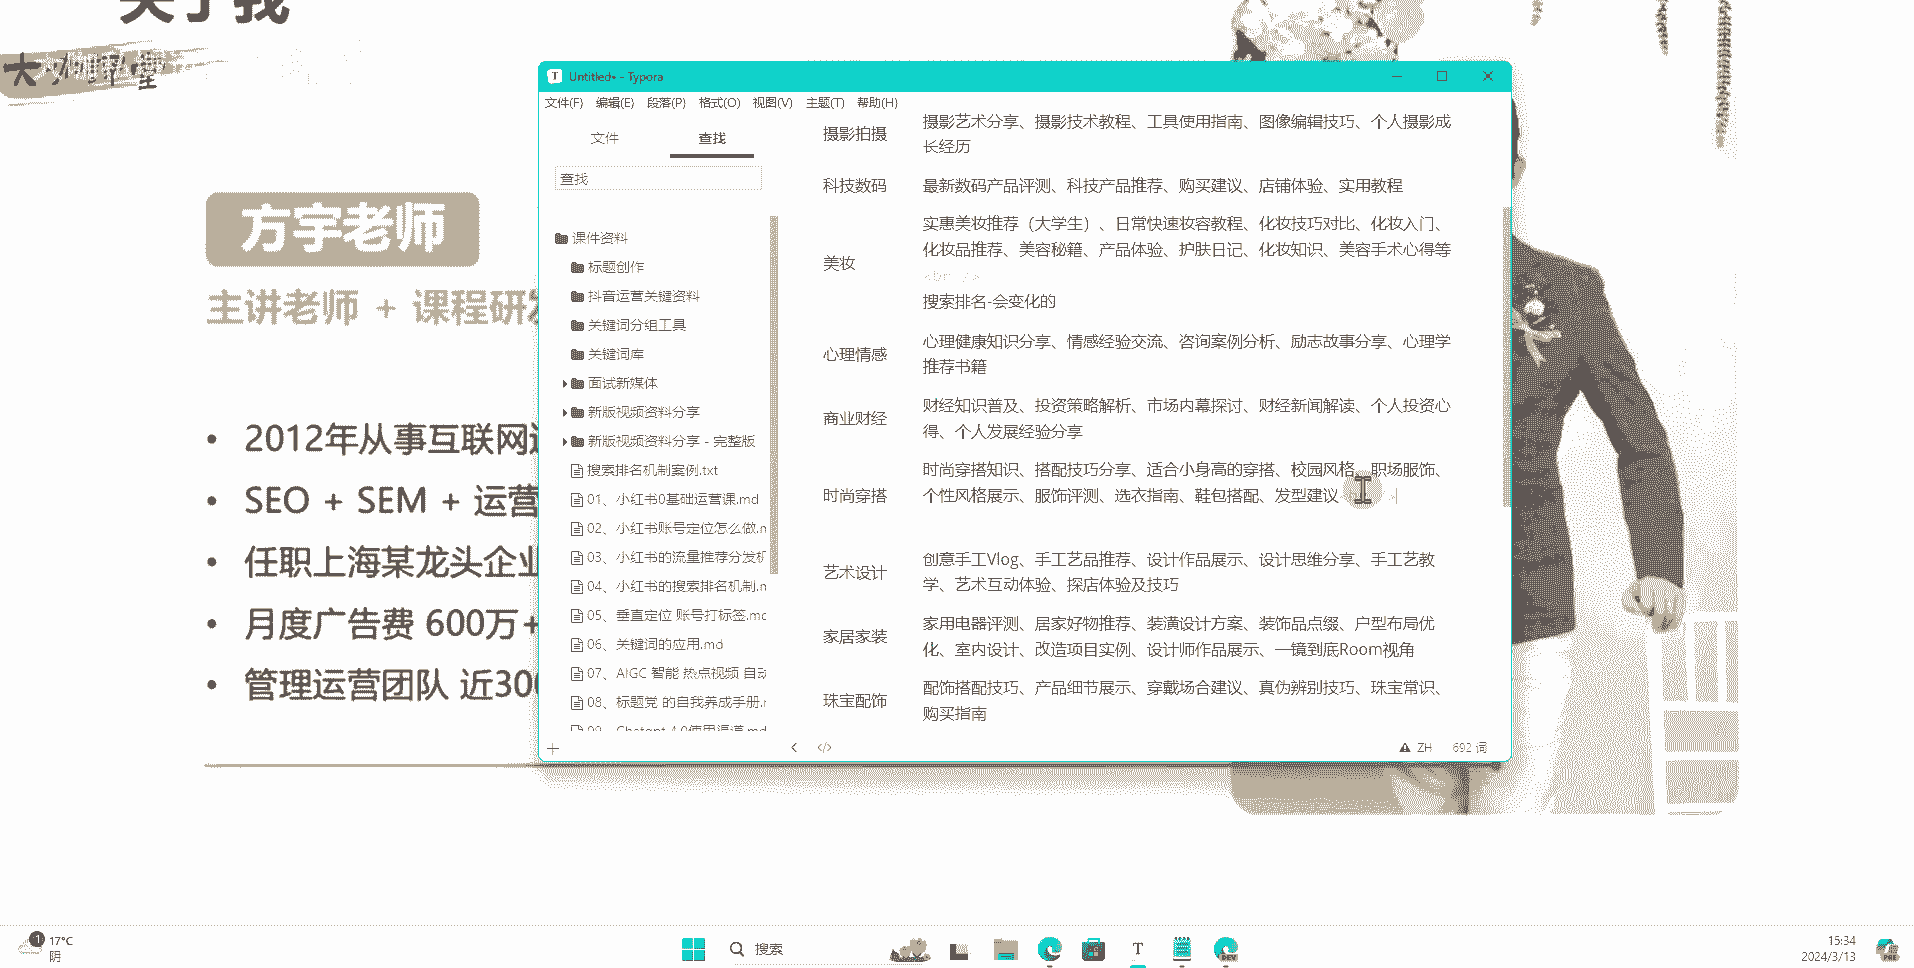 关于我
大小课堂
方宇老师
主讲老师 + 课程研发
• 2012年从事互联网
• SEO + SEM + 运营
• 任职上海某龙头企业
• 月度广告费 600万+
• 管理运营团队 近300
Untitled• - Typora
文件(F) 编辑(E) 段落(P) 格式(O) 视图(V) 主题(T) 帮助(H)
文件 查找
查找
课件资料
标题创作
抖音运营关键资料
关键词分组工具
关键词库
面试新媒体
新版视频资料分享
新版视频资料分享 - 完整版
搜索排名机制案例.txt
01、小红书0基础运营课.md
02、小红书账号定位怎么做.m
03、小红书的流量推荐分发机
04、小红书的搜索排名机制.m
05、垂直定位 账号打标签.md
06、关键词的应用.md
07、AIGC 智能 热点视频 自动
08、标题党 的自我养成手册.m
09、Chatgpt 4.0使用渠道.md
摄影拍摄
摄影艺术分享、摄影技术教程、工具使用指南、图像编辑技巧、个人摄影成
长经历
科技数码
最新数码产品评测、科技产品推荐、购买建议、店铺体验、实用教程
美妆
实惠美妆推荐（大学生）、日常快速妆容教程、化妆技巧对比、化妆入门、
化妆品推荐、美容秘籍、产品体验、护肤日记、化妆知识、美容手术心得等
<br />
搜索排名-会变化的
心理情感
心理健康知识分享、情感经验交流、咨询案例分析、励志故事分享、心理学
推荐书籍
商业财经
财经知识普及、投资策略解析、市场内幕探讨、财经新闻解读、个人投资心
得、个人发展经验分享
时尚穿搭
时尚穿搭知识、搭配技巧分享、适合小身高的穿搭、校园风格、职场服饰、
个性风格展示、服饰评测、选衣指南、鞋包搭配、发型建议
艺术设计
创意手工Vlog、手工艺品推荐、设计作品展示、设计思维分享、手工艺教
学、艺术互动体验、探店体验及技巧
家居家装
家用电器评测、居家好物推荐、装潢设计方案、装饰品点缀、户型布局优
化、室内设计、改造项目实例、设计师作品展示、一镜到底Room视角
珠宝配饰
配饰搭配技巧、产品细节展示、穿戴场合建议、真伪辨别技巧、珠宝常识、
购买指南
ZH 692 词
1 17°C
阴
搜索
DEV
15:34
2024/3/13
PRE